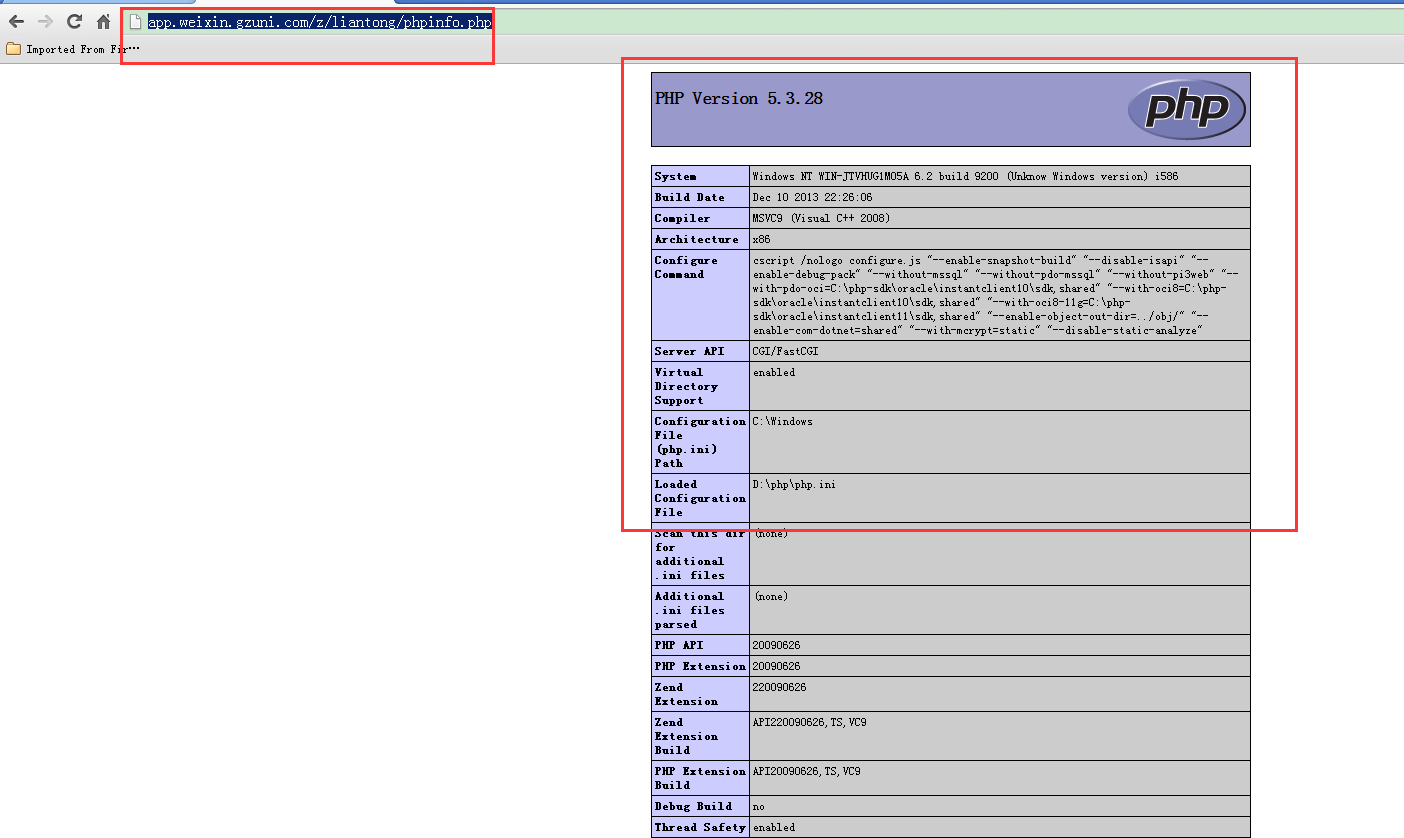 app.weixin.gzuni.com/z/liantong/phpinfo.php
Imported From Fir…
PHP Version 5.3.28
php
System Windows NT WIN-JTVHUG1MO5A 6.2 build 9200 (Unknow Windows version) i586
Build Date Dec 10 2013 22:26:06
Compiler MSVC9 (Visual C++ 2008)
Architecture x86
Configure Command cscript /nologo configure.js "--enable-snapshot-build" "--disable-isapi" "--
enable-debug-pack" "--without-mssql" "--without-pdo-mssql" "--without-pi3web" "--
with-pdo-oci=C:\php-sdk\oracle\instantclient10\sdk,shared" "--with-oci8=C:\php-
sdk\oracle\instantclient10\sdk,shared" "--with-oci8-11g=C:\php-
sdk\oracle\instantclient11\sdk,shared" "--enable-object-out-dir=../obj/" "--
enable-com-dotnet=shared" "--with-mcrypt=static" "--disable-static-analyze"
Server API CGI/FastCGI
Virtual
Directory
Support
enabled
Configuration
File
(php.ini)
Path
C:\Windows
Loaded
Configuration
File
D:\php\php.ini
Scan this dir
for
additional
.ini files
(none)
Additional
.ini files
parsed
(none)
PHP API 20090626
PHP Extension 20090626
Zend
Extension
220090626
Zend
Extension
Build
API220090626,TS,VC9
PHP Extension
Build
API20090626,TS,VC9
Debug Build no
Thread Safety enabled